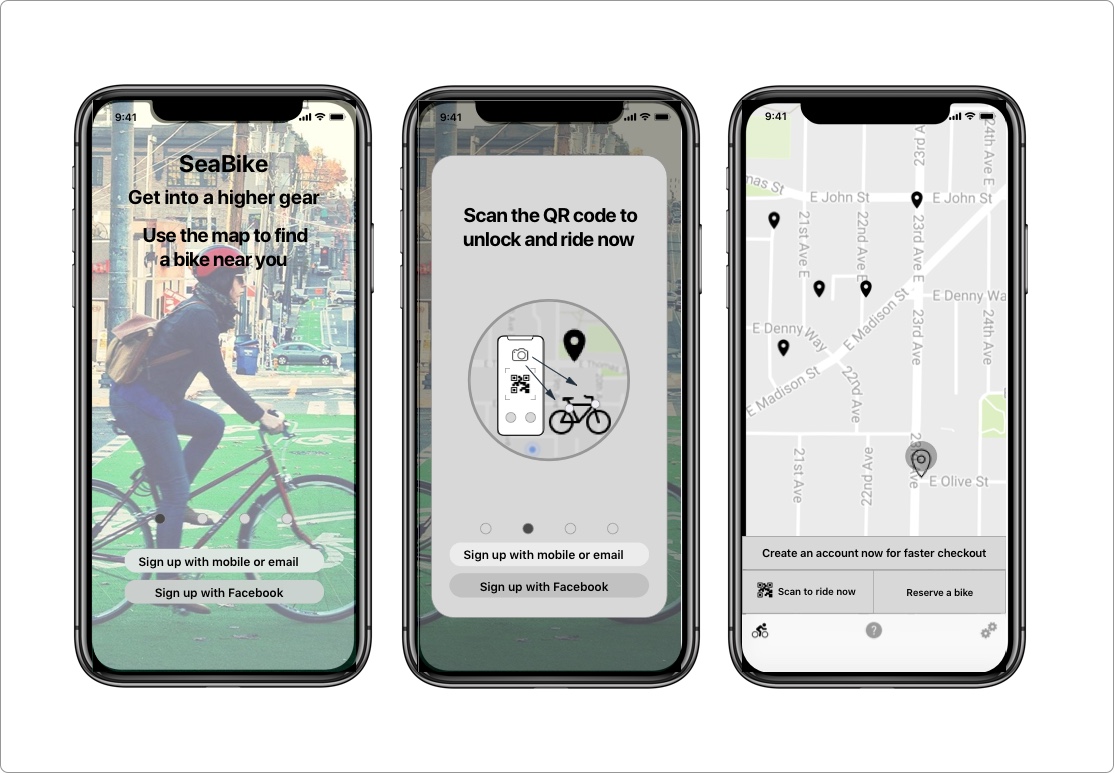 9:41
SeaBike
Get into a higher gear
Use the map to find
a bike near you
Sign up with mobile or email
Sign up with Facebook
9:41
Scan the QR code to
unlock and ride now
Sign up with mobile or email
Sign up with Facebook
9:41
23rd A
24th Ave E
mas St
E John St
E John St
21st Ave E
22nd Ave E
23rd Ave E
E Denny Wa
E Madison St
E Denny Way
23rd Ave
24th Ave
E Madison St
22nd Ave
21st Ave
22nd Ave
23rd Ave
E Olive St
Create an account now for faster checkout
Scan to ride now
Reserve a bike
?